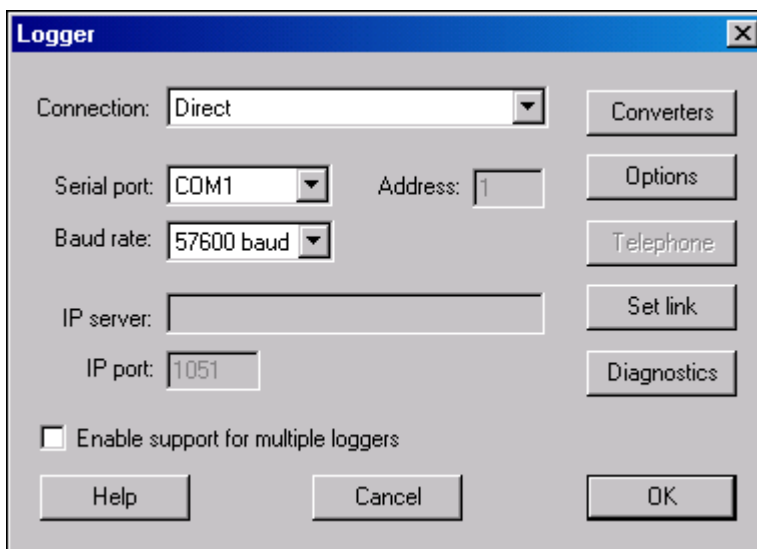 Logger
Connection: Direct Converters
Serial port: COM1 Address: 1 Options
Baud rate: 57600 baud Telephone
IP server: Set link
IP port: 1051 Diagnostics
Enable support for multiple loggers
Help Cancel OK